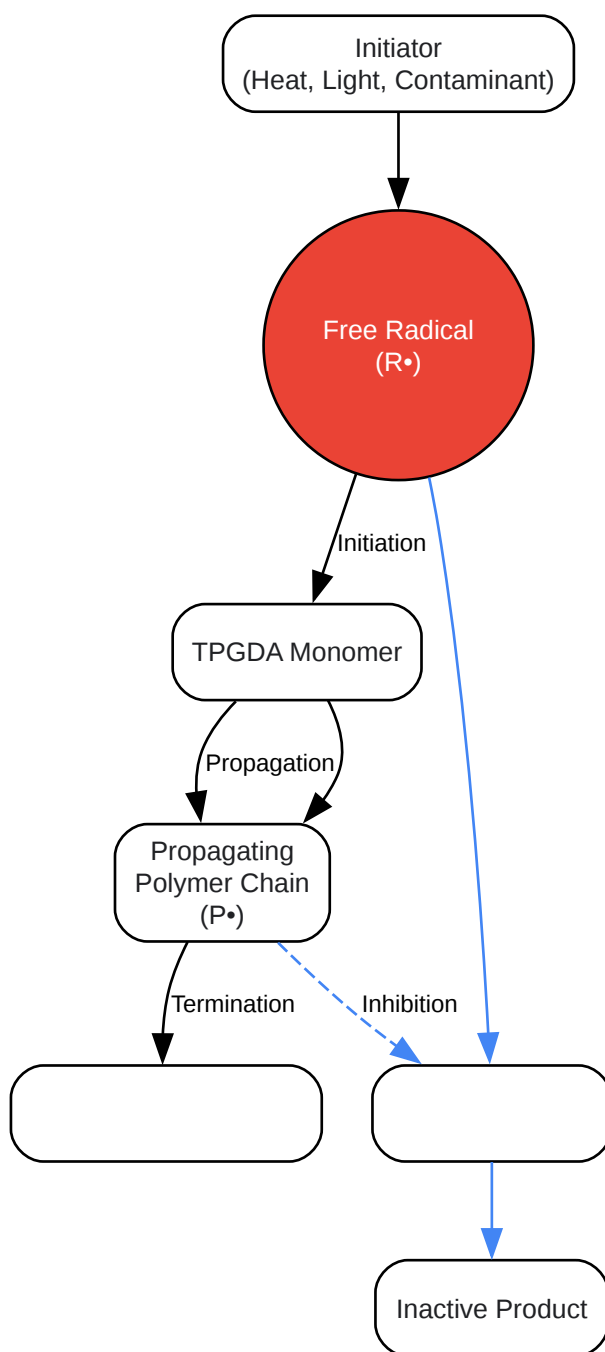 Initiator
(Heat, Light, Contaminant)
Free Radical
(R•)
Initiation
TPGDA Monomer
Propagation
Propagating
Polymer Chain
(P•)
Termination
Inhibition
Inactive Product